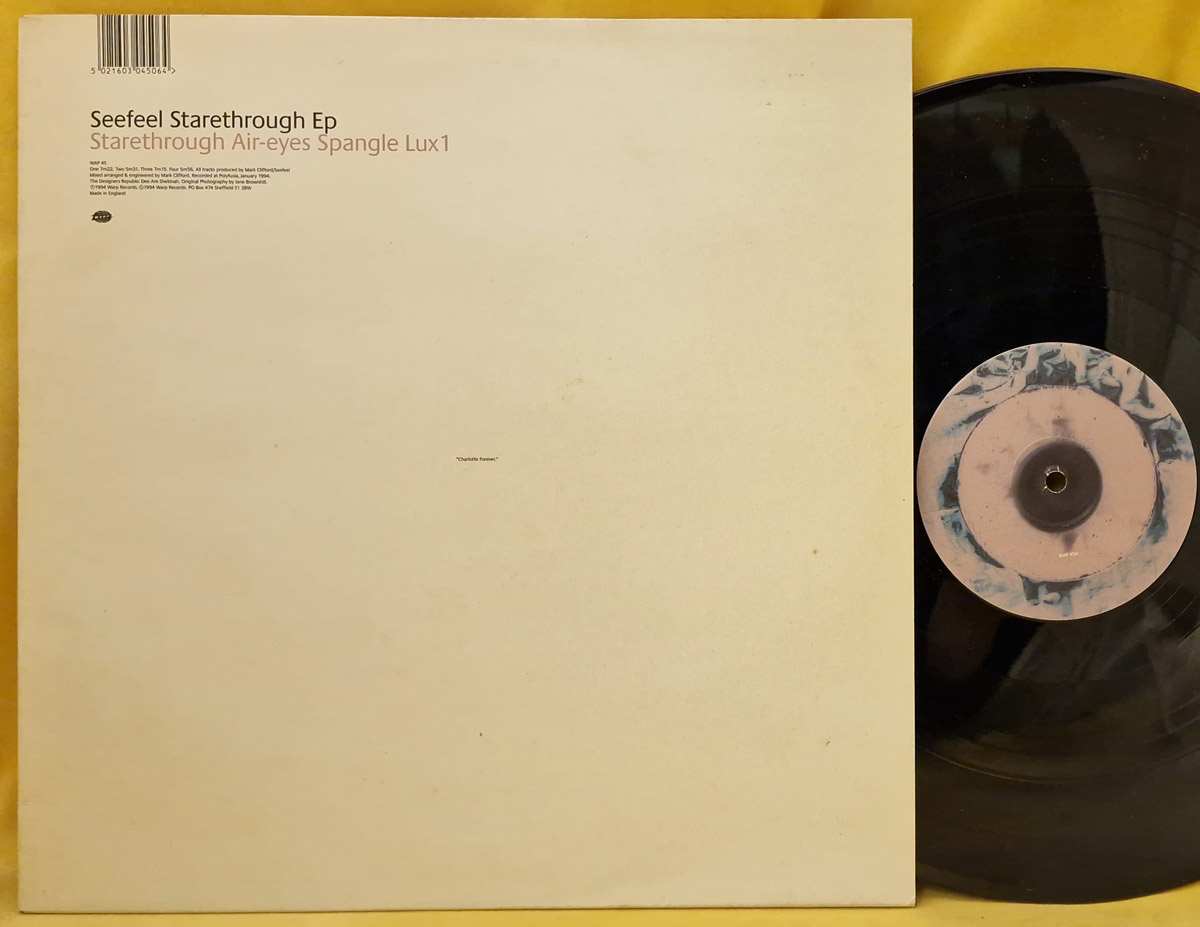 5 021603 045064 >
Seefeel Starethrough Ep
Starethrough Air-eyes Spangle Lux1
WAP 45
One 7m22, Two 5m31, Three 7m15, Four 5m56, All tracks produced by Mark Clifford/Seefeel
Mixed arranged & engineered by Mark Clifford. Recorded at Polyfusia, January 1994,
The Designers Republic Dee Are Shekinah. Original Photography by Jane Brownhill,
Ⓟ1994 Warp Records. ©1994 Warp Records. PO Box 474 Sheffield S1 3BW
Made in England
"Charlotte Forever."